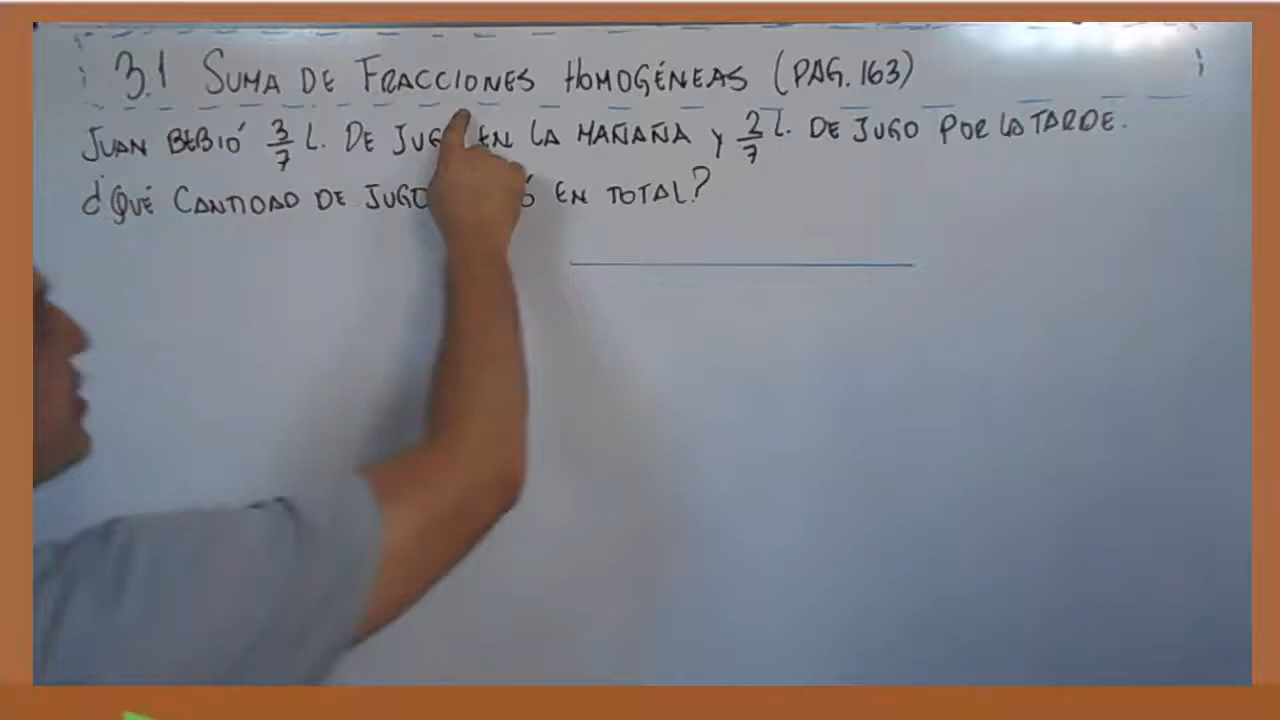 3.1 SUMA DE FRACCIONES HOMOGÉNEAS (PAG. 163)
JUAN BEBIÓ 3/7 L. DE EN LA MAÑAÑA y 2/7 L. DE JUGO POR LA TARDE.
¿QUÉ CANTIDAD DE JUGO EN TOTAL?